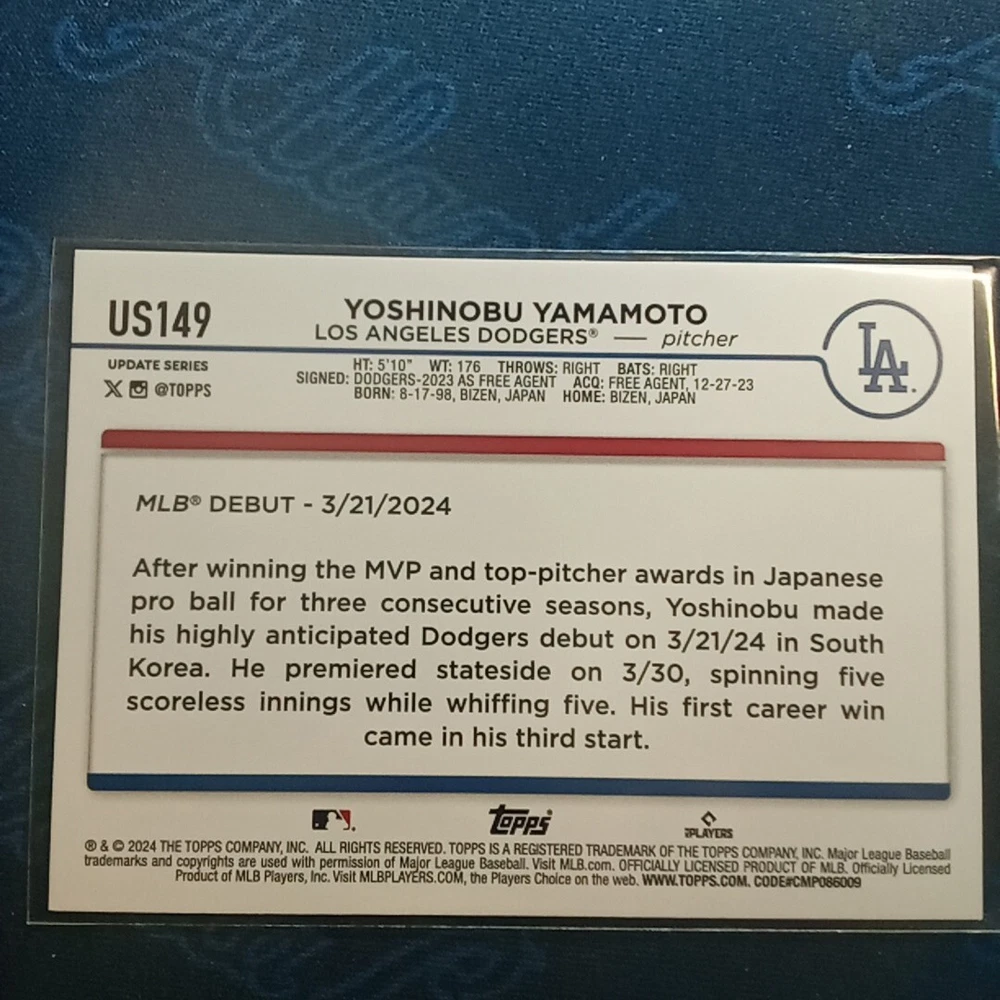 US149
YOSHINOBU YAMAMOTO
LOS ANGELES DODGERS® — pitcher
LA
UPDATE SERIES
X @TOPPS
HT: 5'10" WT: 176 THROWS: RIGHT BATS: RIGHT
SIGNED: DODGERS-2023 AS FREE AGENT ACQ: FREE AGENT, 12-27-23
BORN: 8-17-98, BIZEN, JAPAN HOME: BIZEN, JAPAN
MLB® DEBUT - 3/21/2024
After winning the MVP and top-pitcher awards in Japanese
pro ball for three consecutive seasons, Yoshinobu made
his highly anticipated Dodgers debut on 3/21/24 in South
Korea. He premiered stateside on 3/30, spinning five
scoreless innings while whiffing five. His first career win
came in his third start.
topps
PLAYERS
® & © 2024 THE TOPPS COMPANY, INC. ALL RIGHTS RESERVED. TOPPS IS A REGISTERED TRADEMARK OF THE TOPPS COMPANY, INC. Major League Baseball
trademarks and copyrights are used with permission of Major League Baseball. Visit MLB.com. OFFICIALLY LICENSED PRODUCT OF MLB. Officially Licensed
Product of MLB Players, Inc. Visit MLBPLAYERS.COM, the Players Choice on the web. WWW.TOPPS.COM. CODE#CMP086009